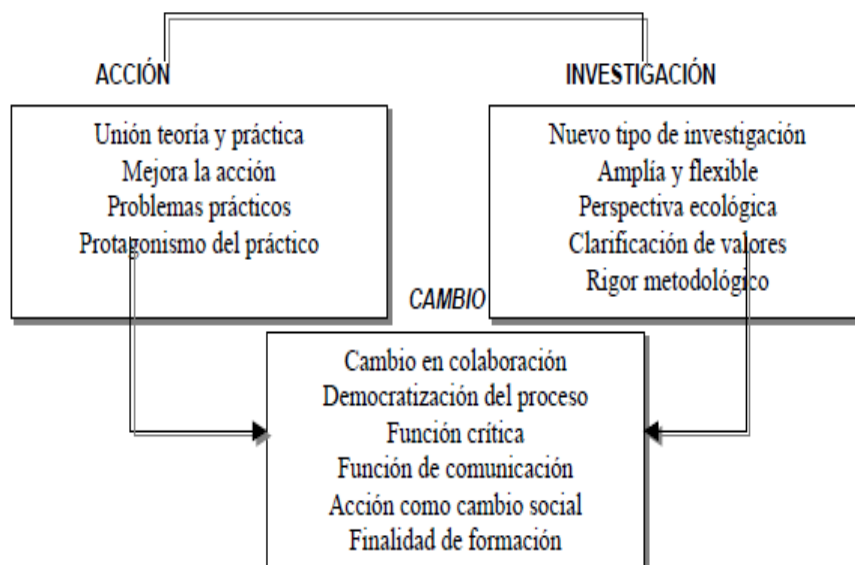 ACCIÓN
Unión teoría y práctica
Mejora la acción
Problemas prácticos
Protagonismo del práctico
INVESTIGACIÓN
Nuevo tipo de investigación
Amplía y flexible
Perspectiva ecológica
Clarificación de valores
Rigor metodológico
CAMBIO
Cambio en colaboración
Democratización del proceso
Función crítica
Función de comunicación
Acción como cambio social
Finalidad de formación